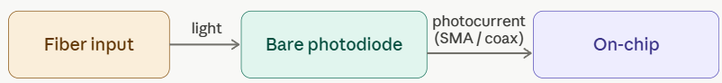 Fiber input
light
Bare photodiode
photocurrent
(SMA / coax)
On-chip